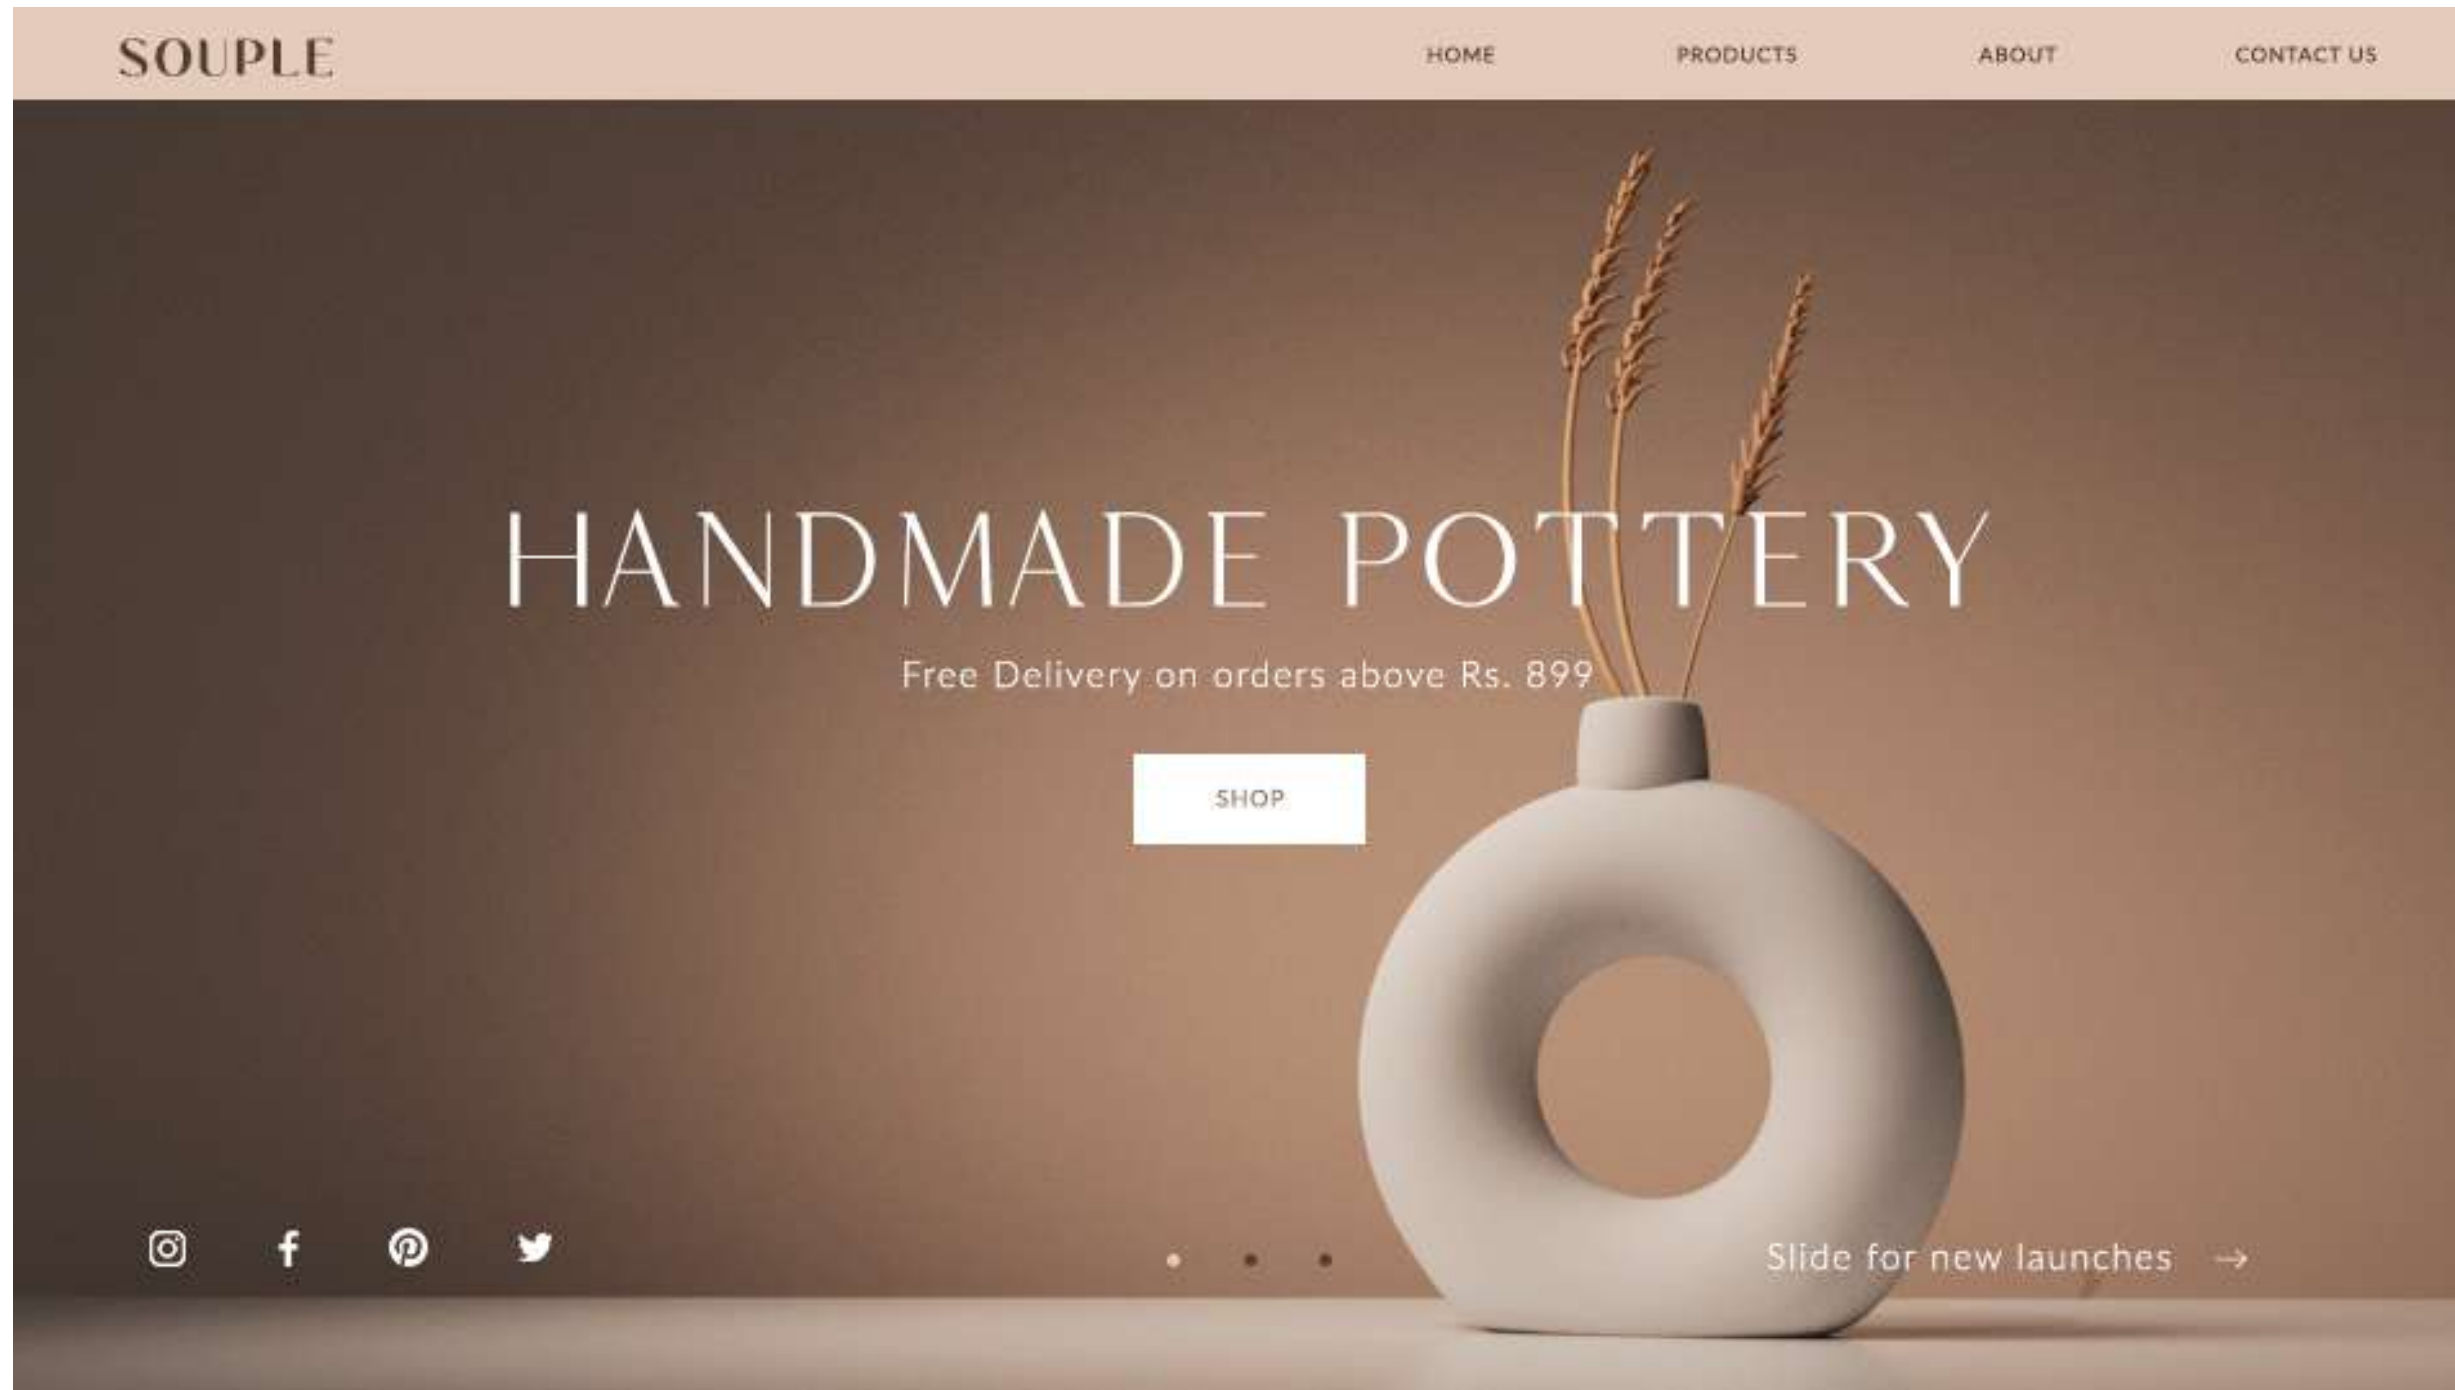 SOUPLE
HOME PRODUCTS ABOUT CONTACT US
HANDMADE POTTERY
Free Delivery on orders above Rs. 899
SHOP
Slide for new launches →